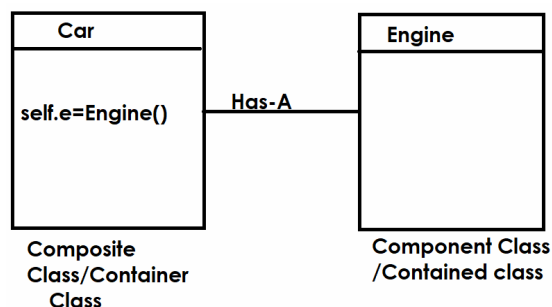 Car
self.e=Engine()
Has-A
Engine
Composite
Class/Container
Class
Component Class
/Contained class